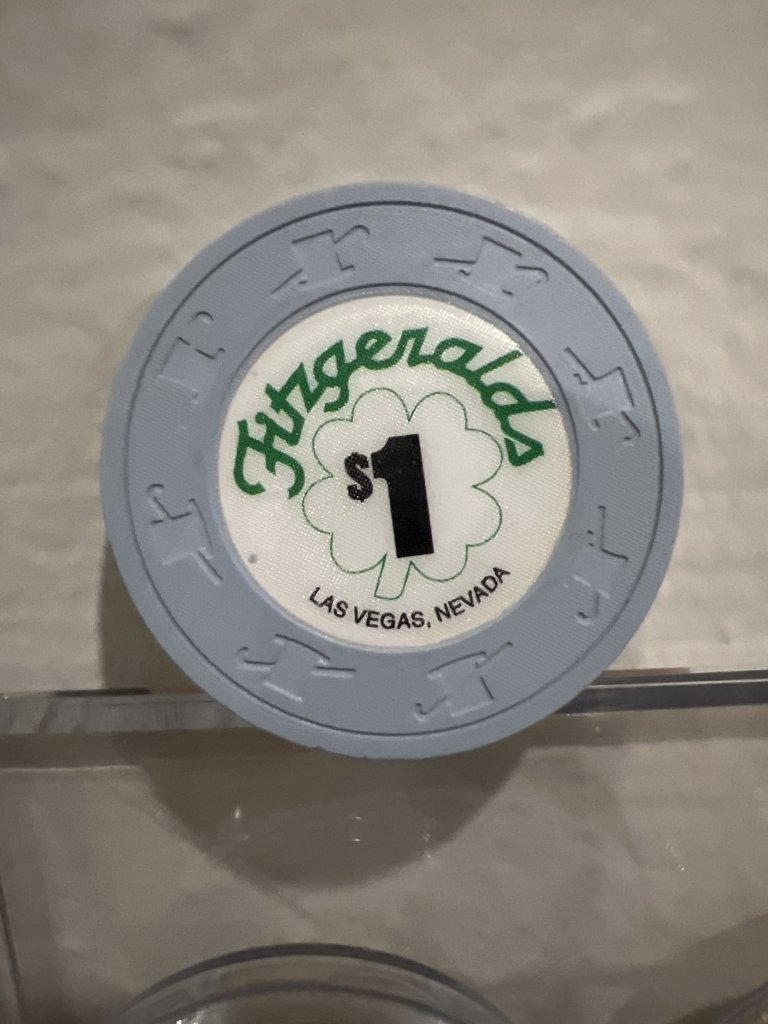 Fitzgeralds
$1
LAS VEGAS, NEVADA